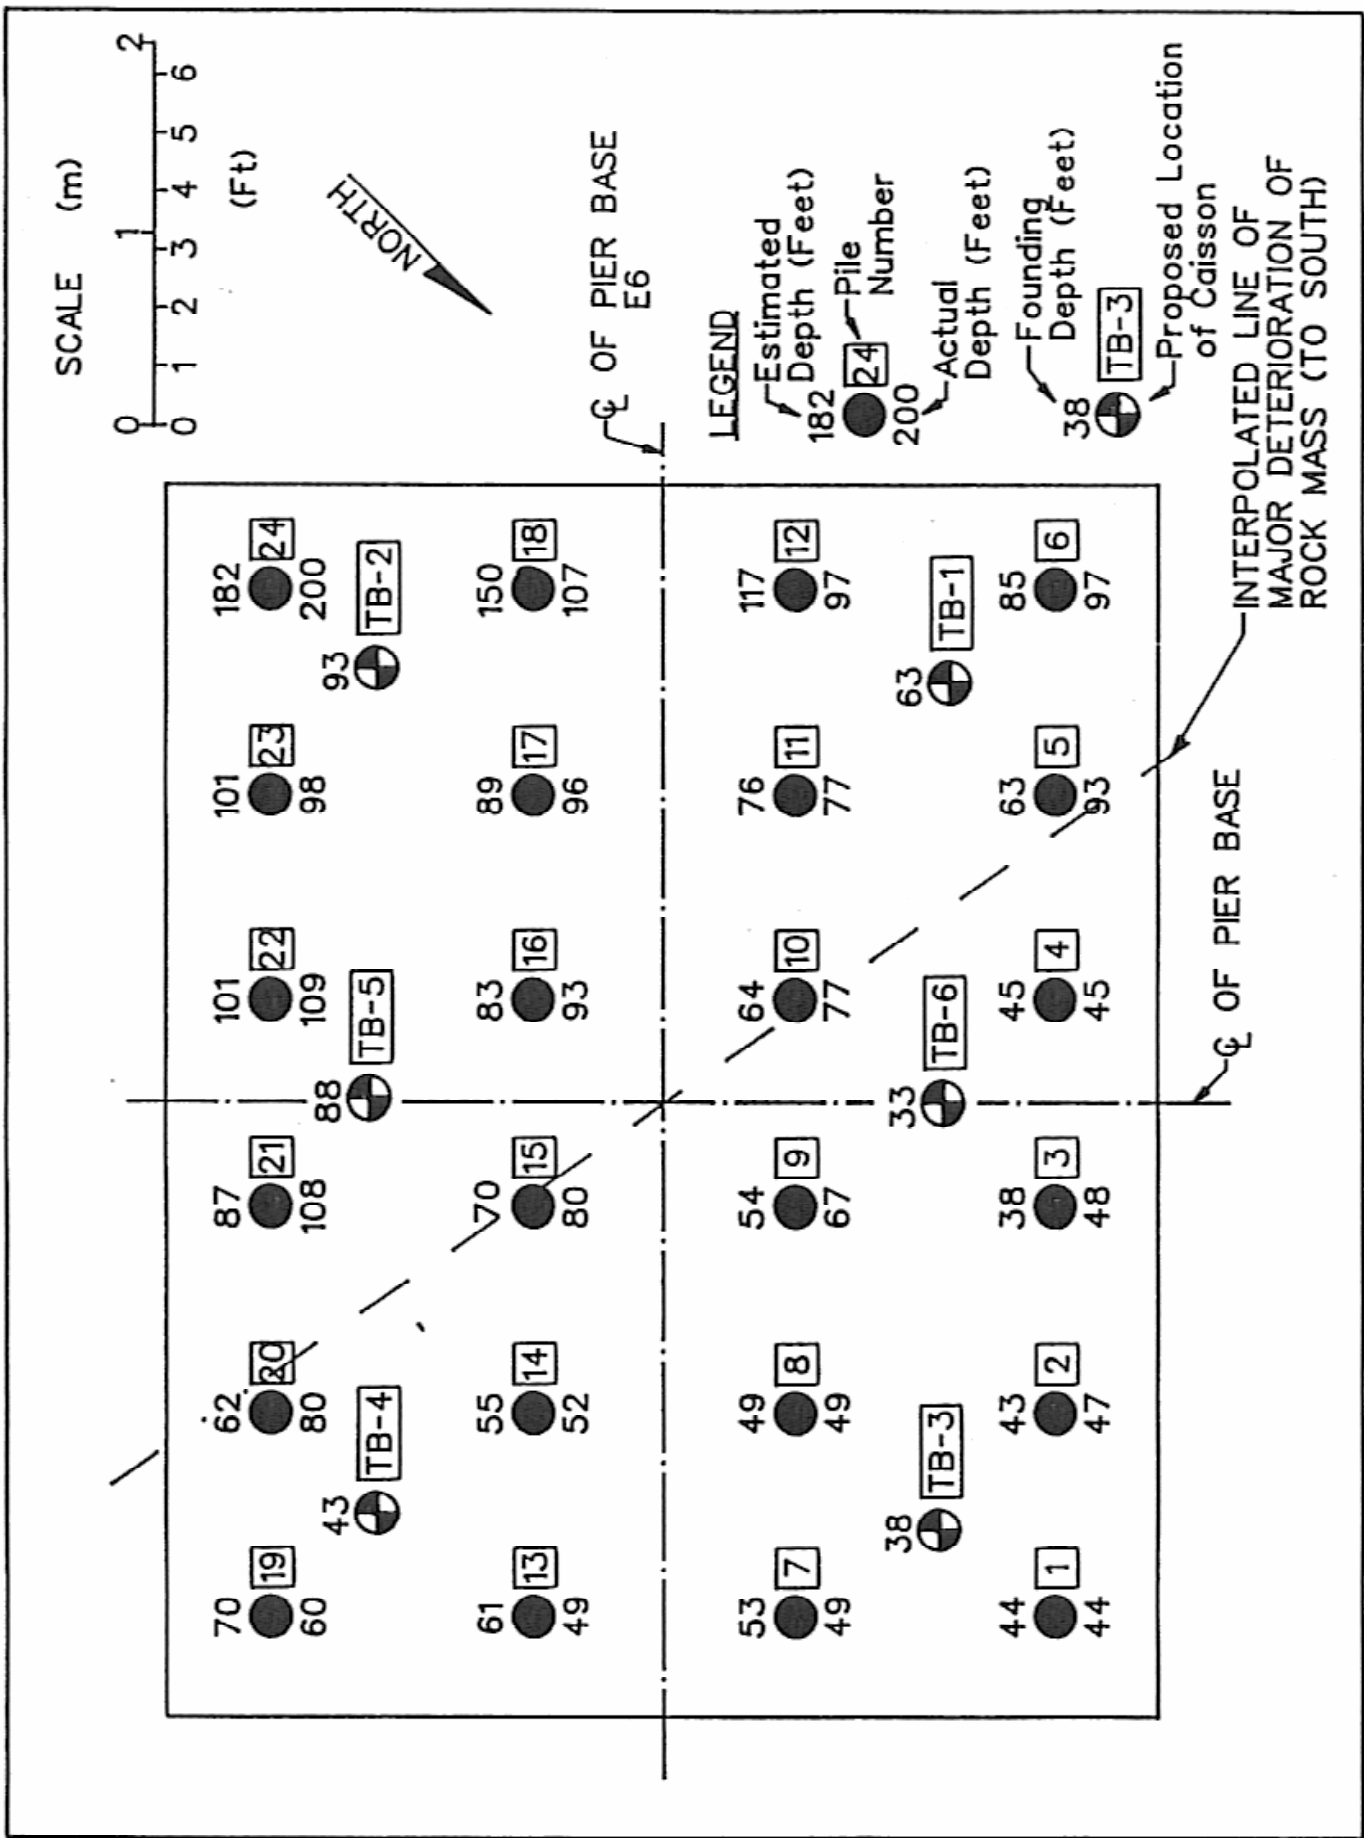 SCALE (m)
0 1 2
0 1 2 3 4 5 6
(Ft)
NORTH
70 62 87 101 101 182
19 20 21 22 23 24
60 80 108 109 98 200
43 88 93
TB-4 TB-5 TB-2
61 55 70 83 89 150
13 14 15 16 17 18
49 52 80 93 96 107
℄ OF PIER BASE
E6
53 49 54 64 76 117
7 8 9 10 11 12
49 49 67 77 77 97
38 33 63
TB-3 TB-6 TB-1
44 43 38 45 63 85
1 2 3 4 5 6
44 47 48 45 93 97
LEGEND
Estimated
Depth (Feet)
182
24
Pile
Number
200
Actual
Depth (Feet)
Founding
Depth (Feet)
38
TB-3
Proposed Location
of Caisson
℄ OF PIER BASE
INTERPOLATED LINE OF
MAJOR DETERIORATION OF
ROCK MASS (TO SOUTH)